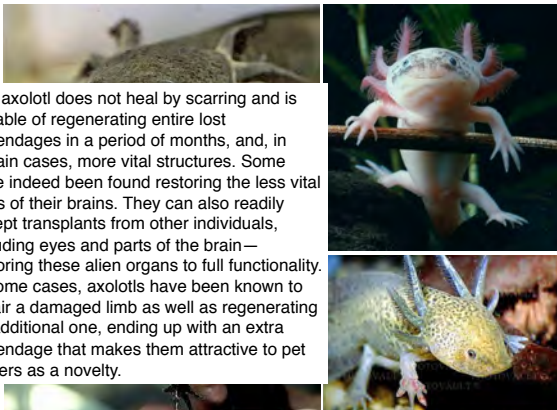 axolotl does not heal by scarring and is
able of regenerating entire lost
endages in a period of months, and, in
ain cases, more vital structures. Some
e indeed been found restoring the less vital
s of their brains. They can also readily
ept transplants from other individuals,
uding eyes and parts of the brain—
oring these alien organs to full functionality.
ome cases, axolotls have been known to
air a damaged limb as well as regenerating
dditional one, ending up with an extra
endage that makes them attractive to pet
ers as a novelty.